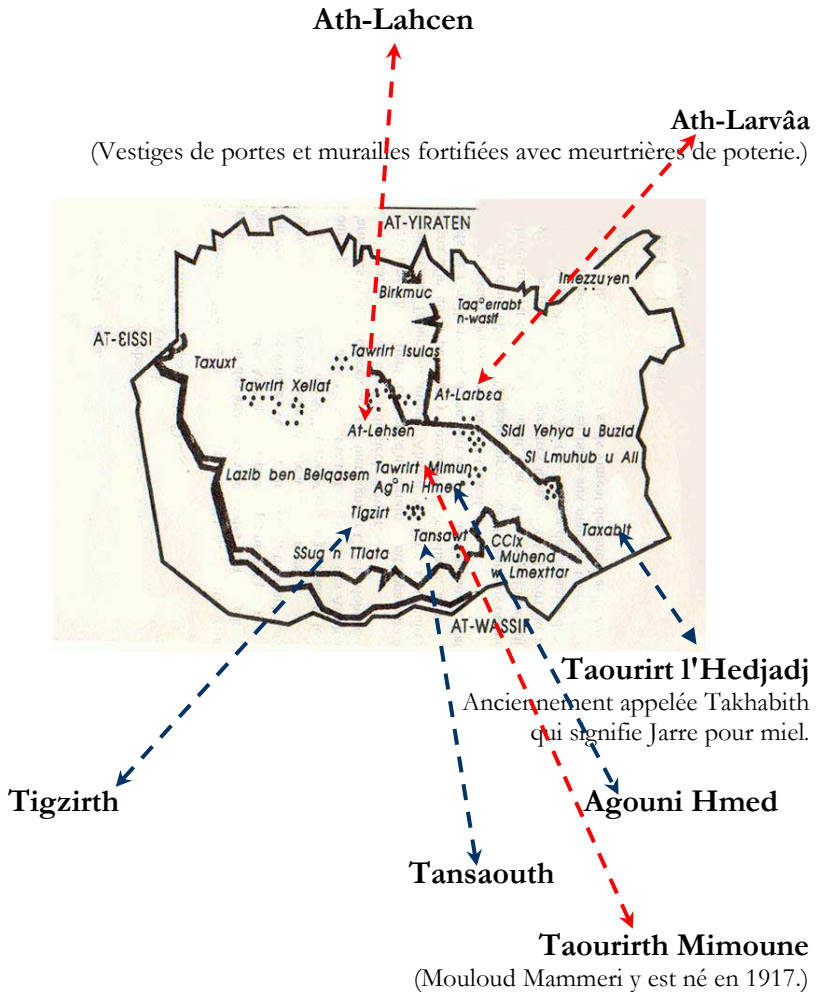 Ath-Lahcen
Ath-Larvâa
(Vestiges de portes et murailles fortifiées avec meurtrières de poterie.)
AT-YIRATEN
Birkmuc
Imezzuγen
Taq°errabt
n-wasif
AT-ƐISSI
Taxuxt
Tawrirt Isulas
Tawrirt Xellaf
At-Larbɛa
At-Lehsen
Sidi Yehya u Buzid
Si Lmuhub u Ali
Lazib ben Belqasem
Tawrirt Mimun
Ag°ni Hmed
Tigzirt
Tansawt
CCix
Muhend
w Lmexttar
Taxabit
SSuq n TTlata
AT-WASSIF
Taourirt l'Hedjadj
Anciennement appelée Takhabith
qui signifie Jarre pour miel.
Tigzirth
Agouni Hmed
Tansaouth
Taourirth Mimoune
(Mouloud Mammeri y est né en 1917.)